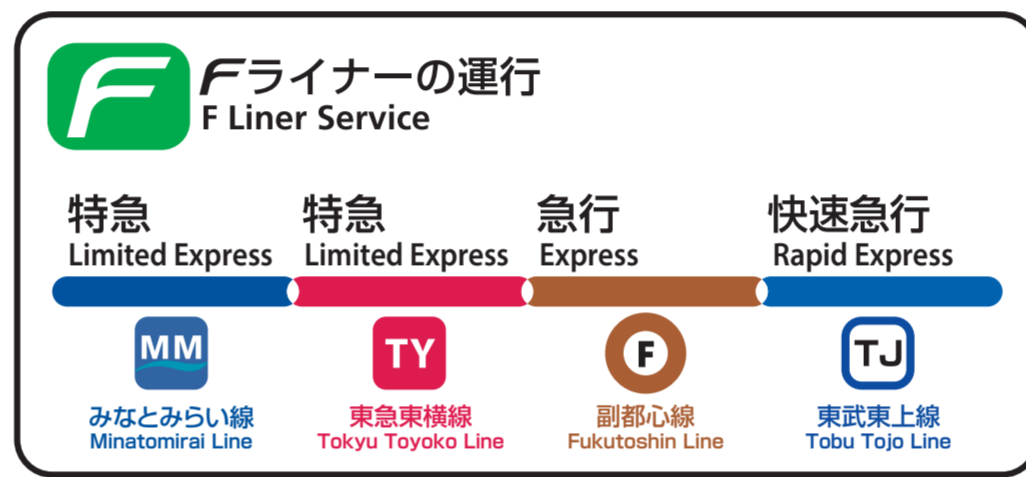 F Fライナーの運行
F Liner Service
特急 特急 急行 快速急行
Limited Express Limited Express Express Rapid Express
MM TY F TJ
みなとみらい線 東急東横線 副都心線 東武東上線
Minatomirai Line Tokyu Toyoko Line Fukutoshin Line Tobu Tojo Line